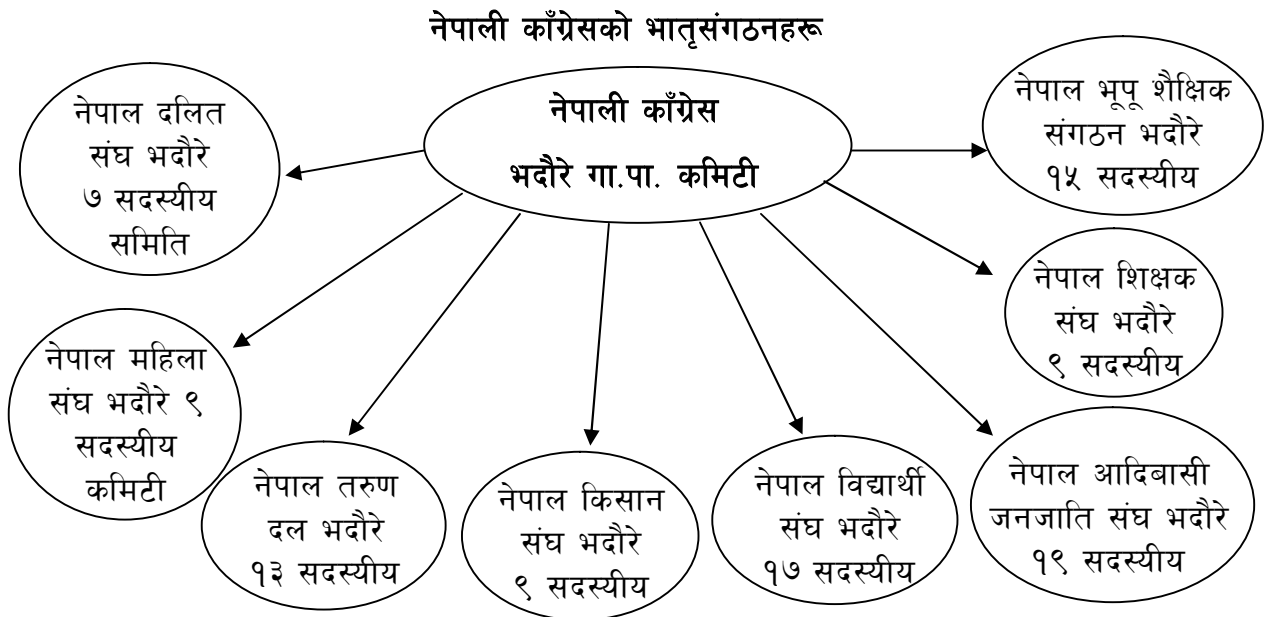 नेपाली काँग्रेसको भातृसंगठनहरू
नेपाली काँग्रेस
भदौरे गा.पा. कमिटी
नेपाल दलित
संघ भदौरे
७ सदस्यीय
समिति
नेपाल महिला
संघ भदौरे ९
सदस्यीय
कमिटी
नेपाल तरुण
दल भदौरे
१३ सदस्यीय
नेपाल किसान
संघ भदौरे
९ सदस्यीय
नेपाल विद्यार्थी
संघ भदौरे
१७ सदस्यीय
नेपाल आदिबासी
जनजाति संघ भदौरे
१९ सदस्यीय
नेपाल शिक्षक
संघ भदौरे
९ सदस्यीय
नेपाल भूपू शैक्षिक
संगठन भदौरे
१५ सदस्यीय